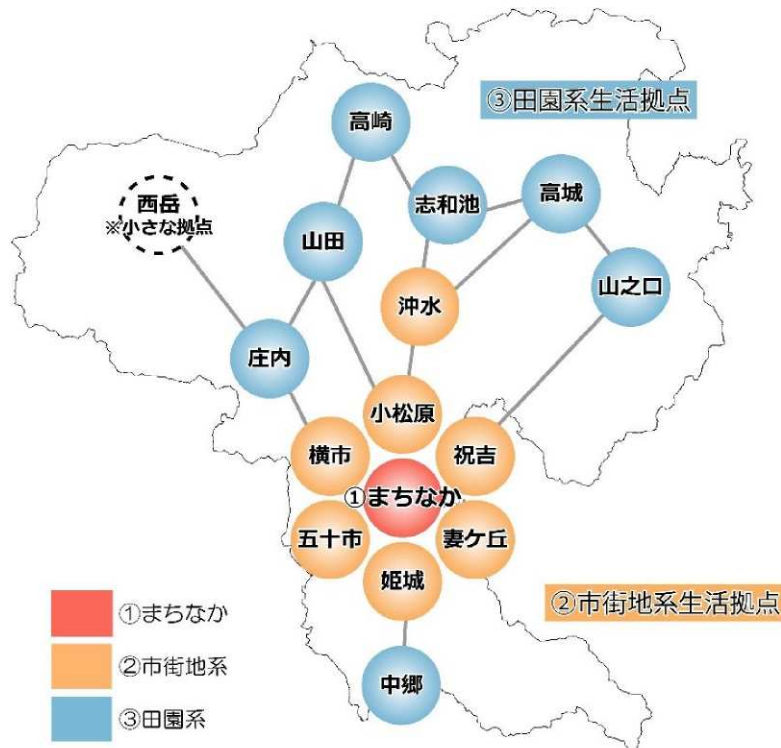 ③田園系生活拠点
高崎
志和池
高城
西岳
※小さな拠点
山田
山之口
沖水
庄内
小松原
横市
祝吉
①まちなか
五十市
妻ケ丘
姫城
②市街地系生活拠点
中郷
①まちなか
②市街地系
③田園系